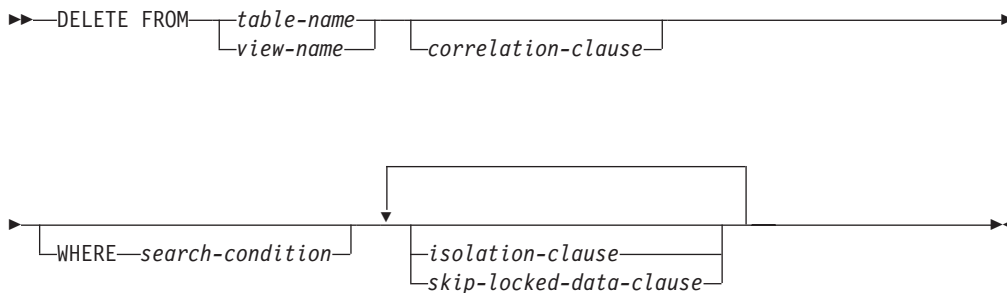 DELETE FROM table-name
view-name correlation-clause
WHERE search-condition isolation-clause
skip-locked-data-clause